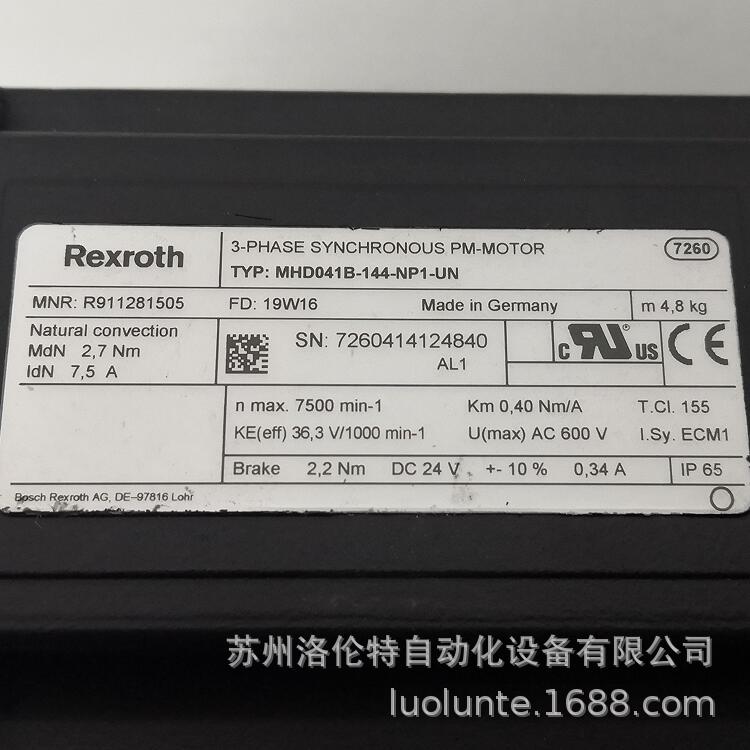 Rexroth
3-PHASE SYNCHRONOUS PM-MOTOR
7260
TYP: MHD041B-144-NP1-UN
MNR: R911281505
FD: 19W16
Made in Germany
m 4,8 kg
Natural convection
MdN 2,7 Nm
IdN 7,5 A
SN: 7260414124840
AL1
c RU US CE
n max. 7500 min-1
Km 0,40 Nm/A
T.Cl. 155
KE(eff) 36,3 V/1000 min-1
U(max) AC 600 V
I.Sy. ECM1
Brake 2,2 Nm DC 24 V +- 10 % 0,34 A
IP 65
Bosch Rexroth AG, DE-97816 Lohr
苏州洛伦特自动化设备有限公司
luolunte.1688.com